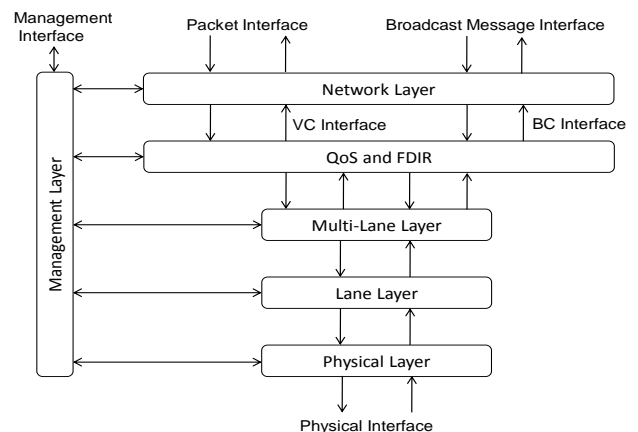 Management
Interface
Packet Interface
Broadcast Message Interface
Network Layer
VC Interface
BC Interface
QoS and FDIR
Management Layer
Multi-Lane Layer
Lane Layer
Physical Layer
Physical Interface